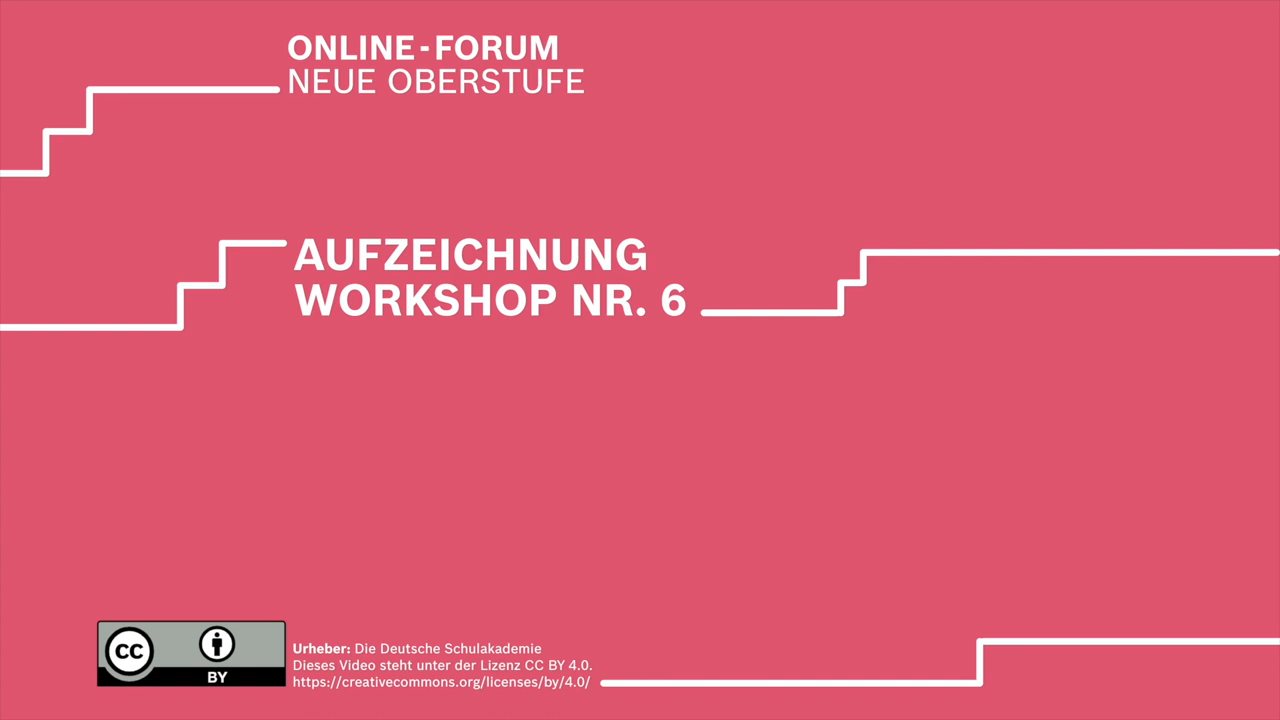 ONLINE-FORUM
NEUE OBERSTUFE
AUFZEICHNUNG
WORKSHOP NR. 6
CC
BY
Urheber: Die Deutsche Schulakademie
Dieses Video steht unter der Lizenz CC BY 4.0.
https://creativecommons.org/licenses/by/4.0/